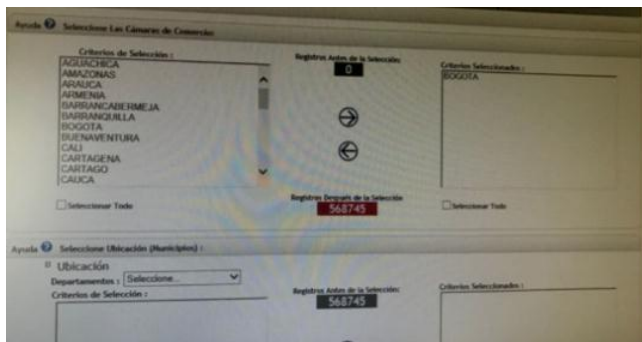 Ayuda Seleccione Las Cámaras de Comercio
Criterios de Selección :
AGUACHICA
AMAZONAS
ARAUCA
ARMENIA
BARRANCABERMEJA
BARRANQUILLA
BOGOTA
BUENAVENTURA
CALI
CARTAGENA
CARTAGO
CAUCA
Seleccionar Todo
Registros Antes de la Selección:
0
Registros Después de la Selección
568745
Criterios Seleccionados :
BOGOTA
Seleccionar Todo
Ayuda Seleccione Ubicación (Municipios) :
Ubicación
Departamentos : Seleccione...
Criterios de Selección :
Registros Antes de la Selección:
568745
Criterios Seleccionados :